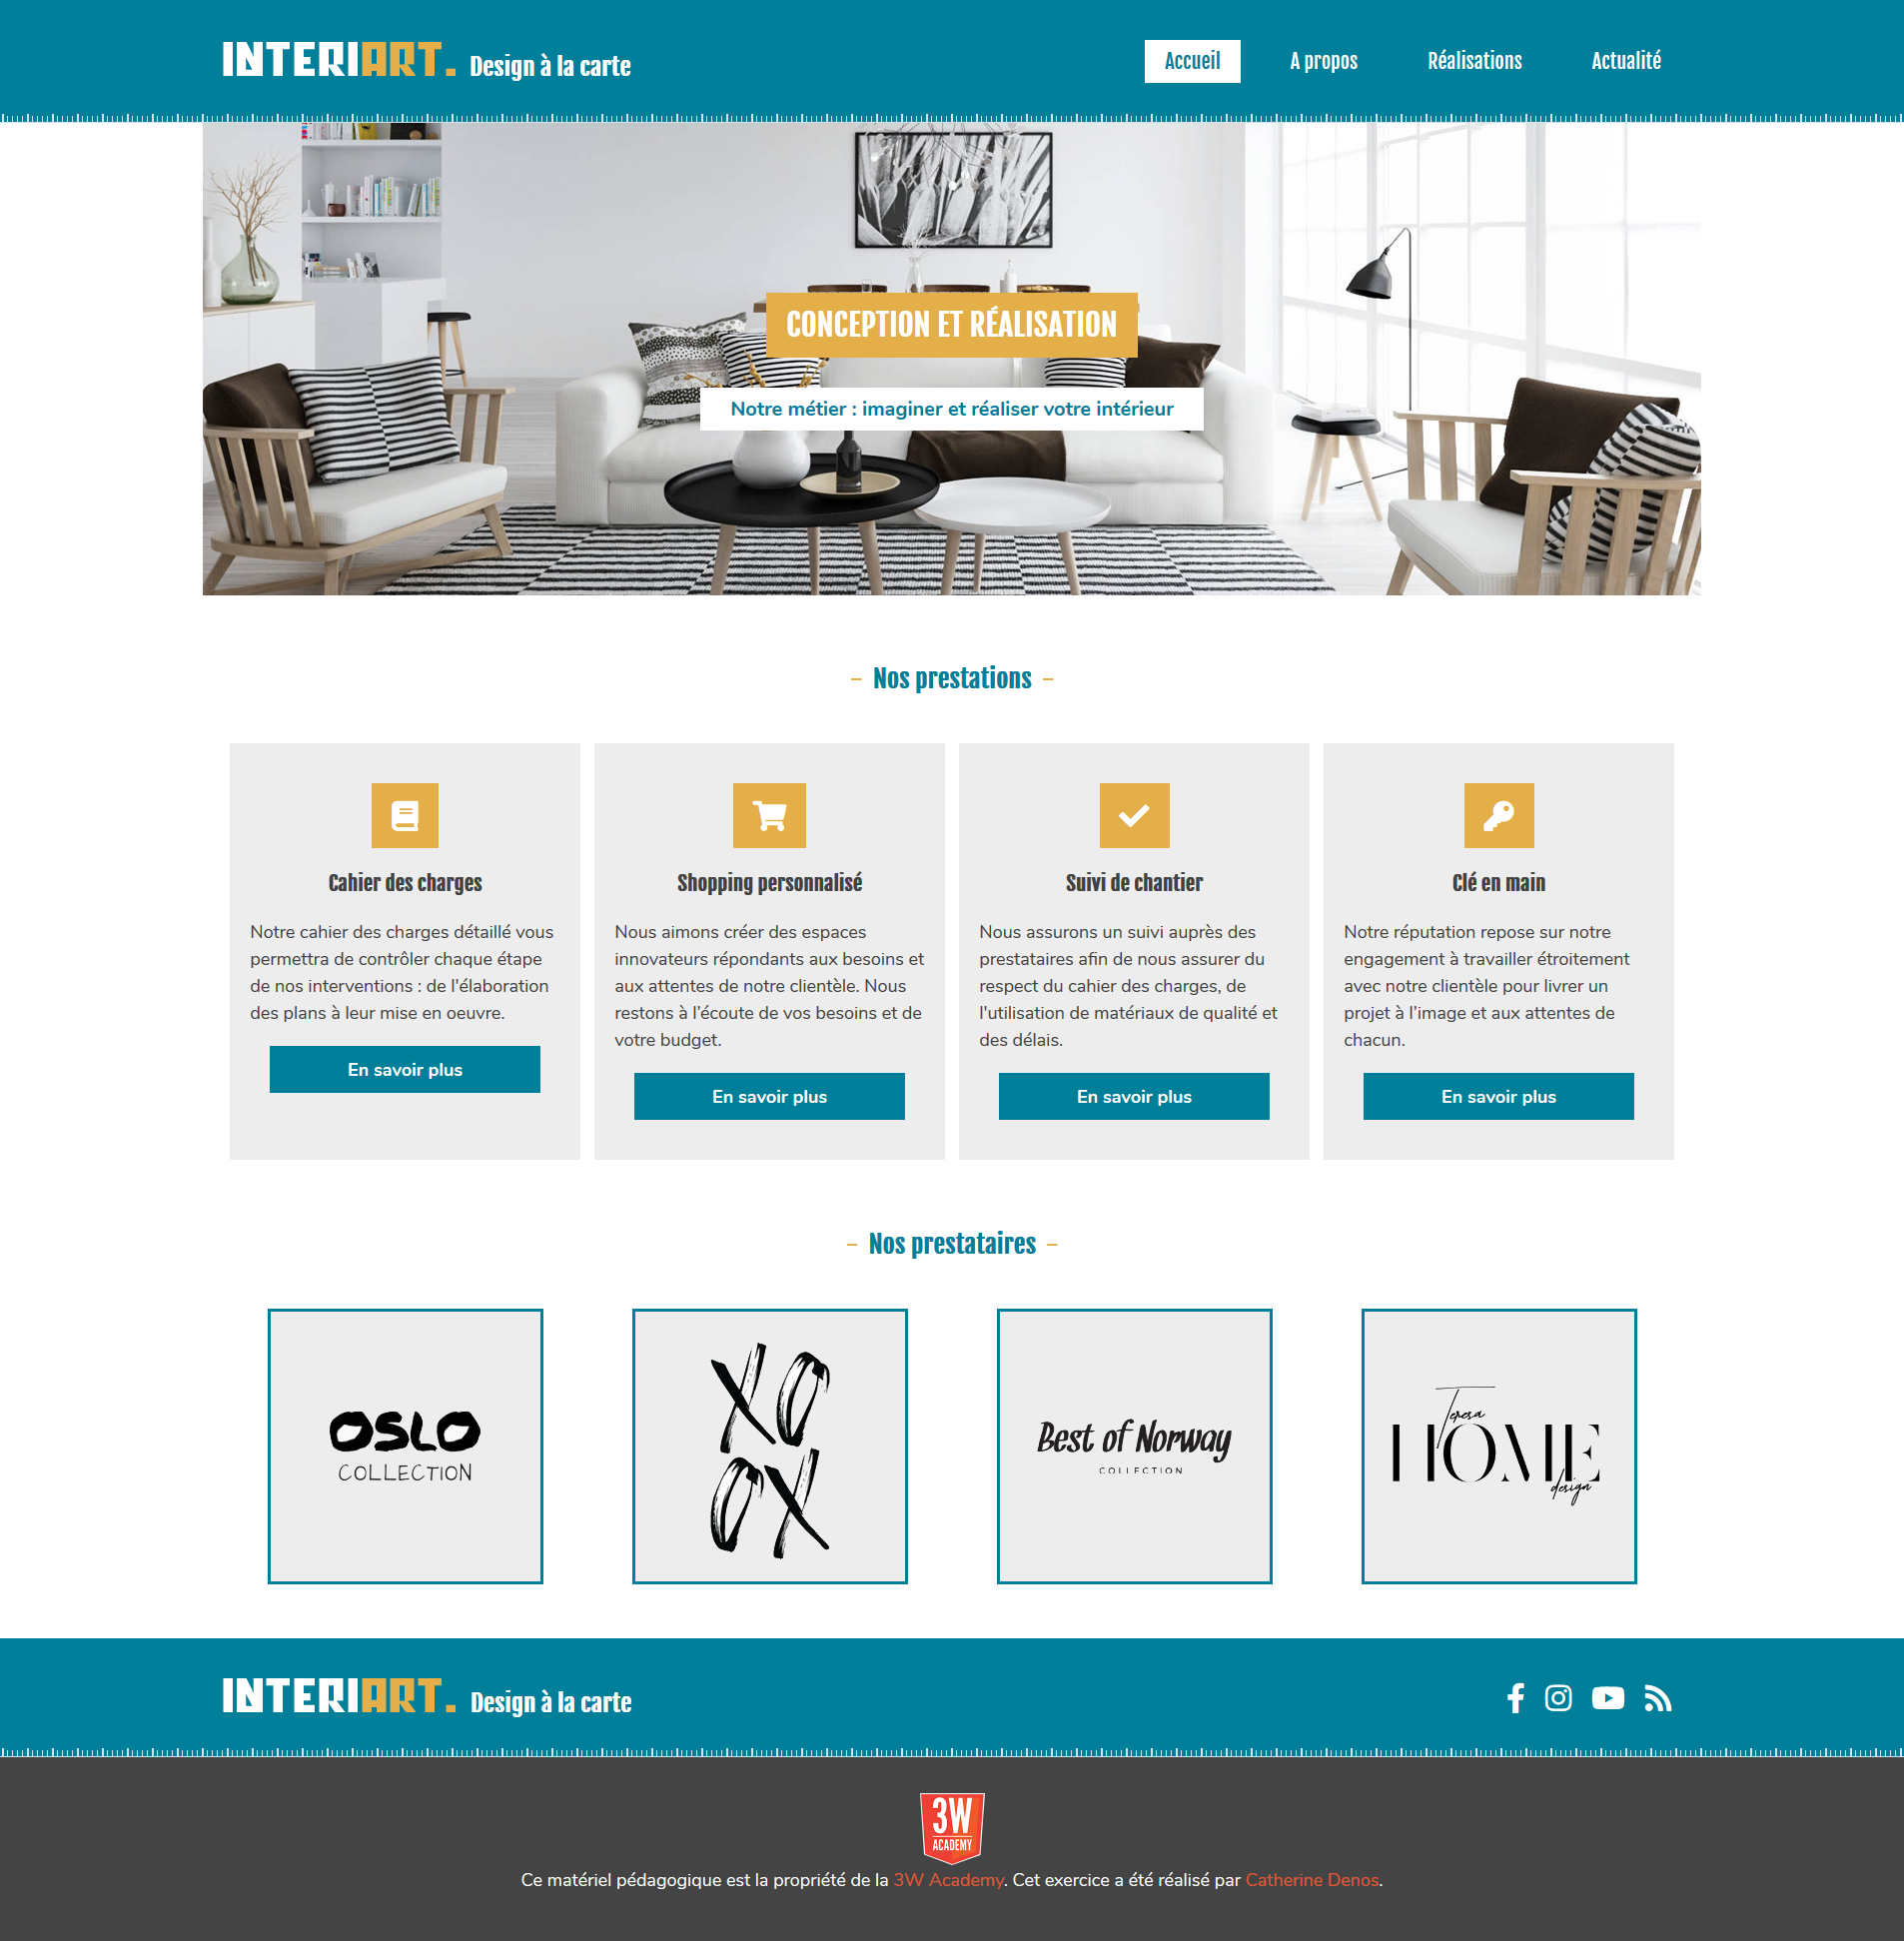 INTERIART. Design à la carte
Accueil A propos Réalisations Actualité
CONCEPTION ET RÉALISATION
Notre métier : imaginer et réaliser votre intérieur
– Nos prestations –
Cahier des charges
Notre cahier des charges détaillé vous
permettra de contrôler chaque étape
de nos interventions : de l'élaboration
des plans à leur mise en oeuvre.
En savoir plus
Shopping personnalisé
Nous aimons créer des espaces
innovateurs répondants aux besoins et
aux attentes de notre clientèle. Nous
restons à l’écoute de vos besoins et de
votre budget.
En savoir plus
Suivi de chantier
Nous assurons un suivi auprès des
prestataires afin de nous assurer du
respect du cahier des charges, de
l'utilisation de matériaux de qualité et
des délais.
En savoir plus
Clé en main
Notre réputation repose sur notre
engagement à travailler étroitement
avec notre clientèle pour livrer un
projet à l’image et aux attentes de
chacun.
En savoir plus
– Nos prestataires –
OSLO
COLLECTION
XO
OX
Best of Norway
COLLECTION
Teresa
HOME
design
INTERIART. Design à la carte
3W
ACADEMY
Ce matériel pédagogique est la propriété de la 3W Academy. Cet exercice a été réalisé par Catherine Denos.